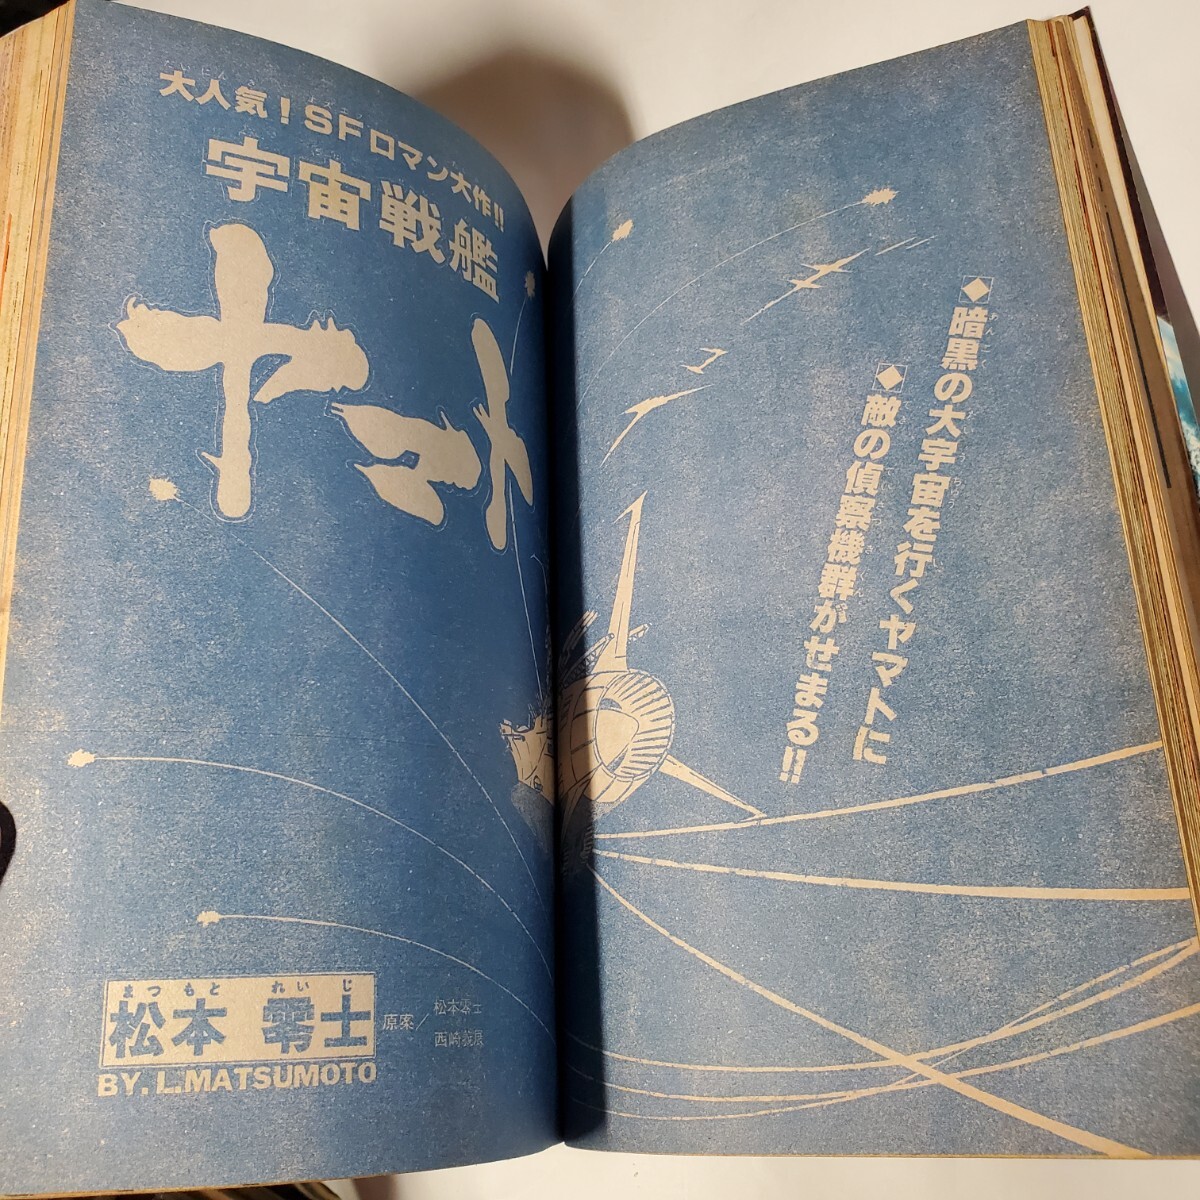 大人気！SFロマン大作!!
宇宙戦艦
ヤマト
◆暗黒の大宇宙を行くヤマトに
◆敵の偵察機群がせまる!!
まつもと れいじ
松本 零士
BY. L.MATSUMOTO
原案／松本零士
西崎義展